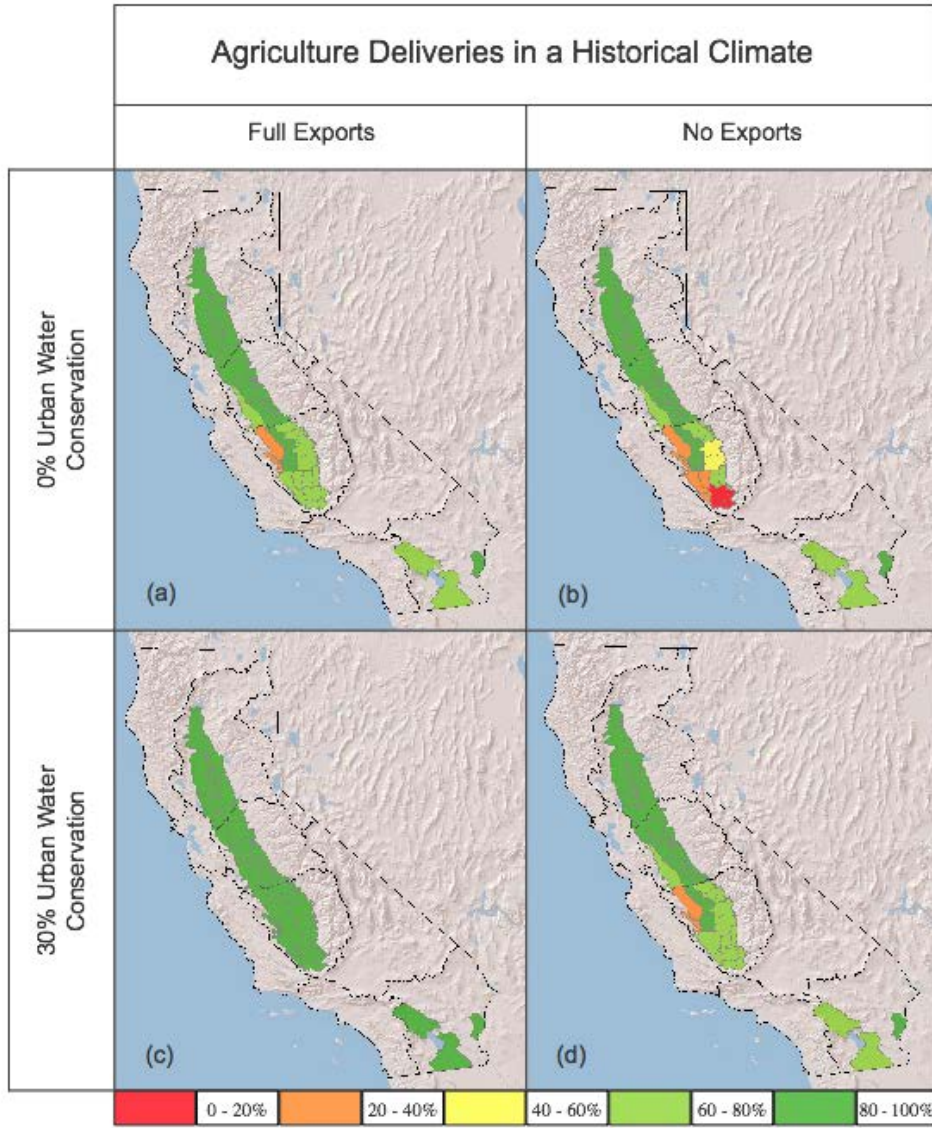 Agriculture Deliveries in a Historical Climate
Full Exports
No Exports
0% Urban Water
Conservation
(a)
(b)
30% Urban Water
Conservation
(c)
(d)
0 - 20%
20 - 40%
40 - 60%
60 - 80%
80 - 100%